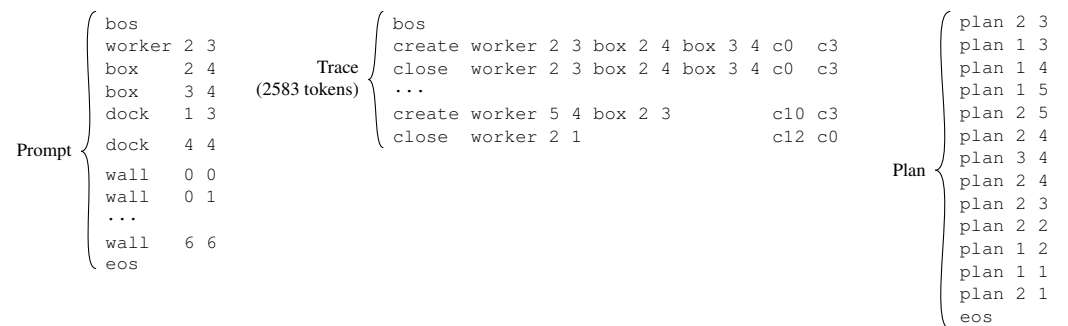 Prompt
bos
worker 2 3
box 2 4
box 3 4
dock 1 3
dock 4 4
wall 0 0
wall 0 1
...
wall 6 6
eos
Trace
(2583 tokens)
bos
create worker 2 3 box 2 4 box 3 4 c0 c3
close worker 2 3 box 2 4 box 3 4 c0 c3
...
create worker 5 4 box 2 3 c10 c3
close worker 2 1 c12 c0
Plan
plan 2 3
plan 1 3
plan 1 4
plan 1 5
plan 2 5
plan 2 4
plan 3 4
plan 2 4
plan 2 3
plan 2 2
plan 1 2
plan 1 1
plan 2 1
eos